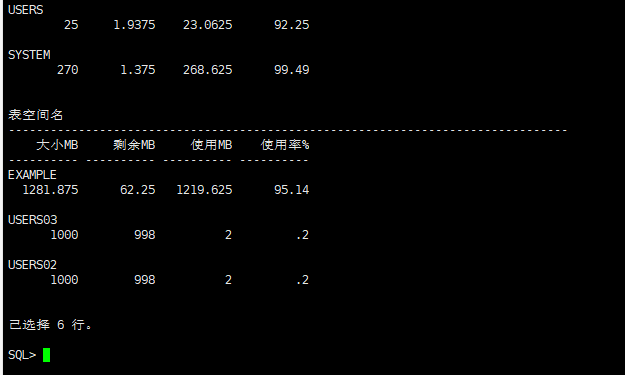 USERS
        25     1.9375    23.0625      92.25
SYSTEM
       270      1.375    268.625      99.49
表空间名
--------------------------------------------------------------------------------
    大小MB     剩余MB     使用MB   使用率%
---------- ---------- ---------- ----------
EXAMPLE
  1281.875      62.25   1219.625      95.14
USERS03
      1000        998          2         .2
USERS02
      1000        998          2         .2
已选择 6 行。
SQL>